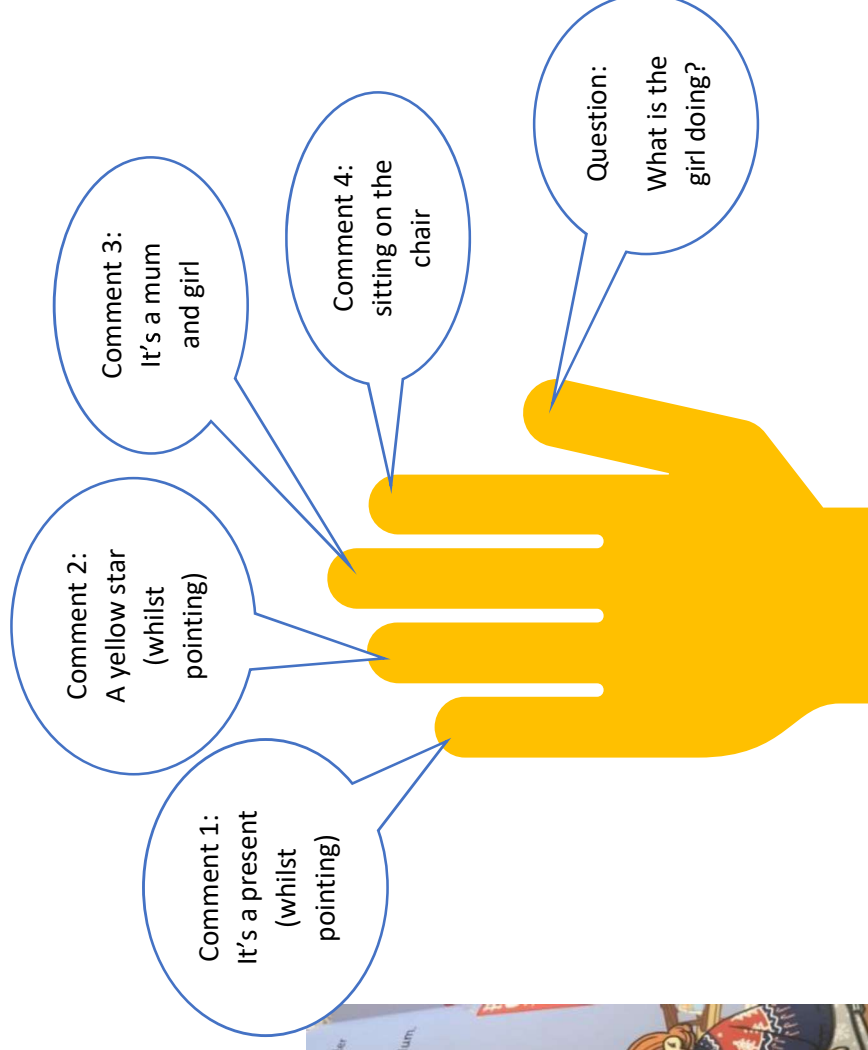 Comment 1:
It's a present
(whilst
pointing)
Comment 2:
A yellow star
(whilst
pointing)
Comment 3:
It's a mum
and girl
Comment 4:
sitting on the
chair
Question:
What is the
girl doing?